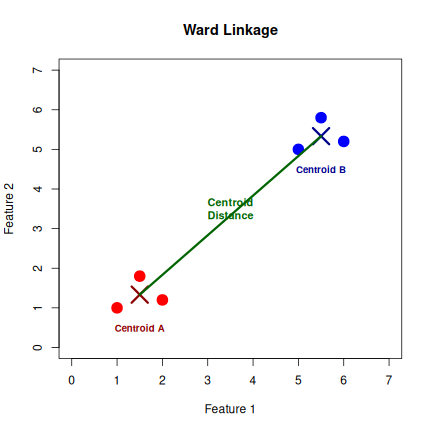 Ward Linkage
Feature 2
7
6
5
4
3
2
1
0
Centroid B
Centroid
Distance
Centroid A
0 1 2 3 4 5 6 7
Feature 1